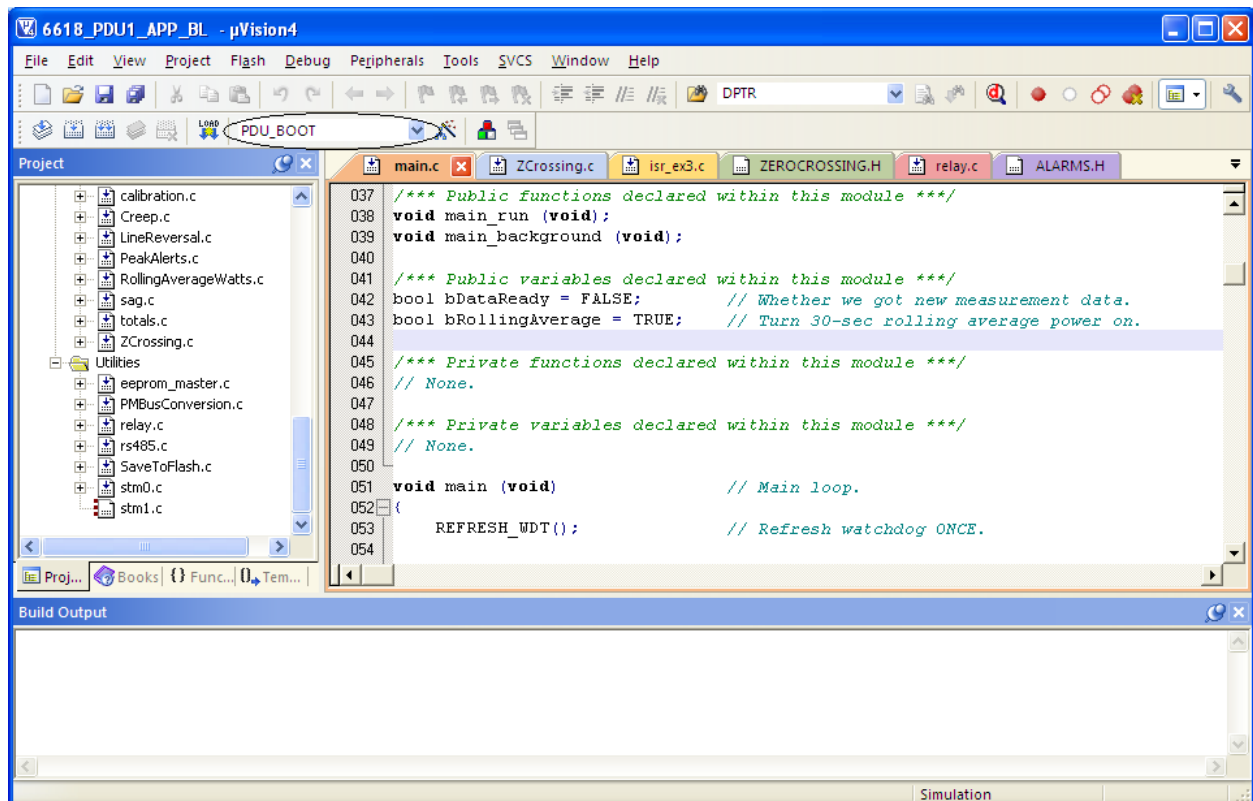 6618_PDU1_APP_BL - µVision4
File Edit View Project Flash Debug Peripherals Tools SVCS Window Help
DPTR
LOAD PDU_BOOT
Project
main.c ZCrossing.c isr_ex3.c ZEROCROSSING.H relay.c ALARMS.H
calibration.c
Creep.c
LineReversal.c
PeakAlerts.c
RollingAverageWatts.c
sag.c
totals.c
ZCrossing.c
Utilities
eeprom_master.c
PMBusConversion.c
relay.c
rs485.c
SaveToFlash.c
stm0.c
stm1.c
Proj... Books {} Func... 0 Tem...
037 /*** Public functions declared within this module ***/
038 void main_run (void);
039 void main_background (void);
040
041 /*** Public variables declared within this module ***/
042 bool bDataReady = FALSE; // Whether we got new measurement data.
043 bool bRollingAverage = TRUE; // Turn 30-sec rolling average power on.
044
045 /*** Private functions declared within this module ***/
046 // None.
047
048 /*** Private variables declared within this module ***/
049 // None.
050
051 void main (void) // Main loop.
052 {
053 REFRESH_WDT(); // Refresh watchdog ONCE.
054
Build Output
Simulation